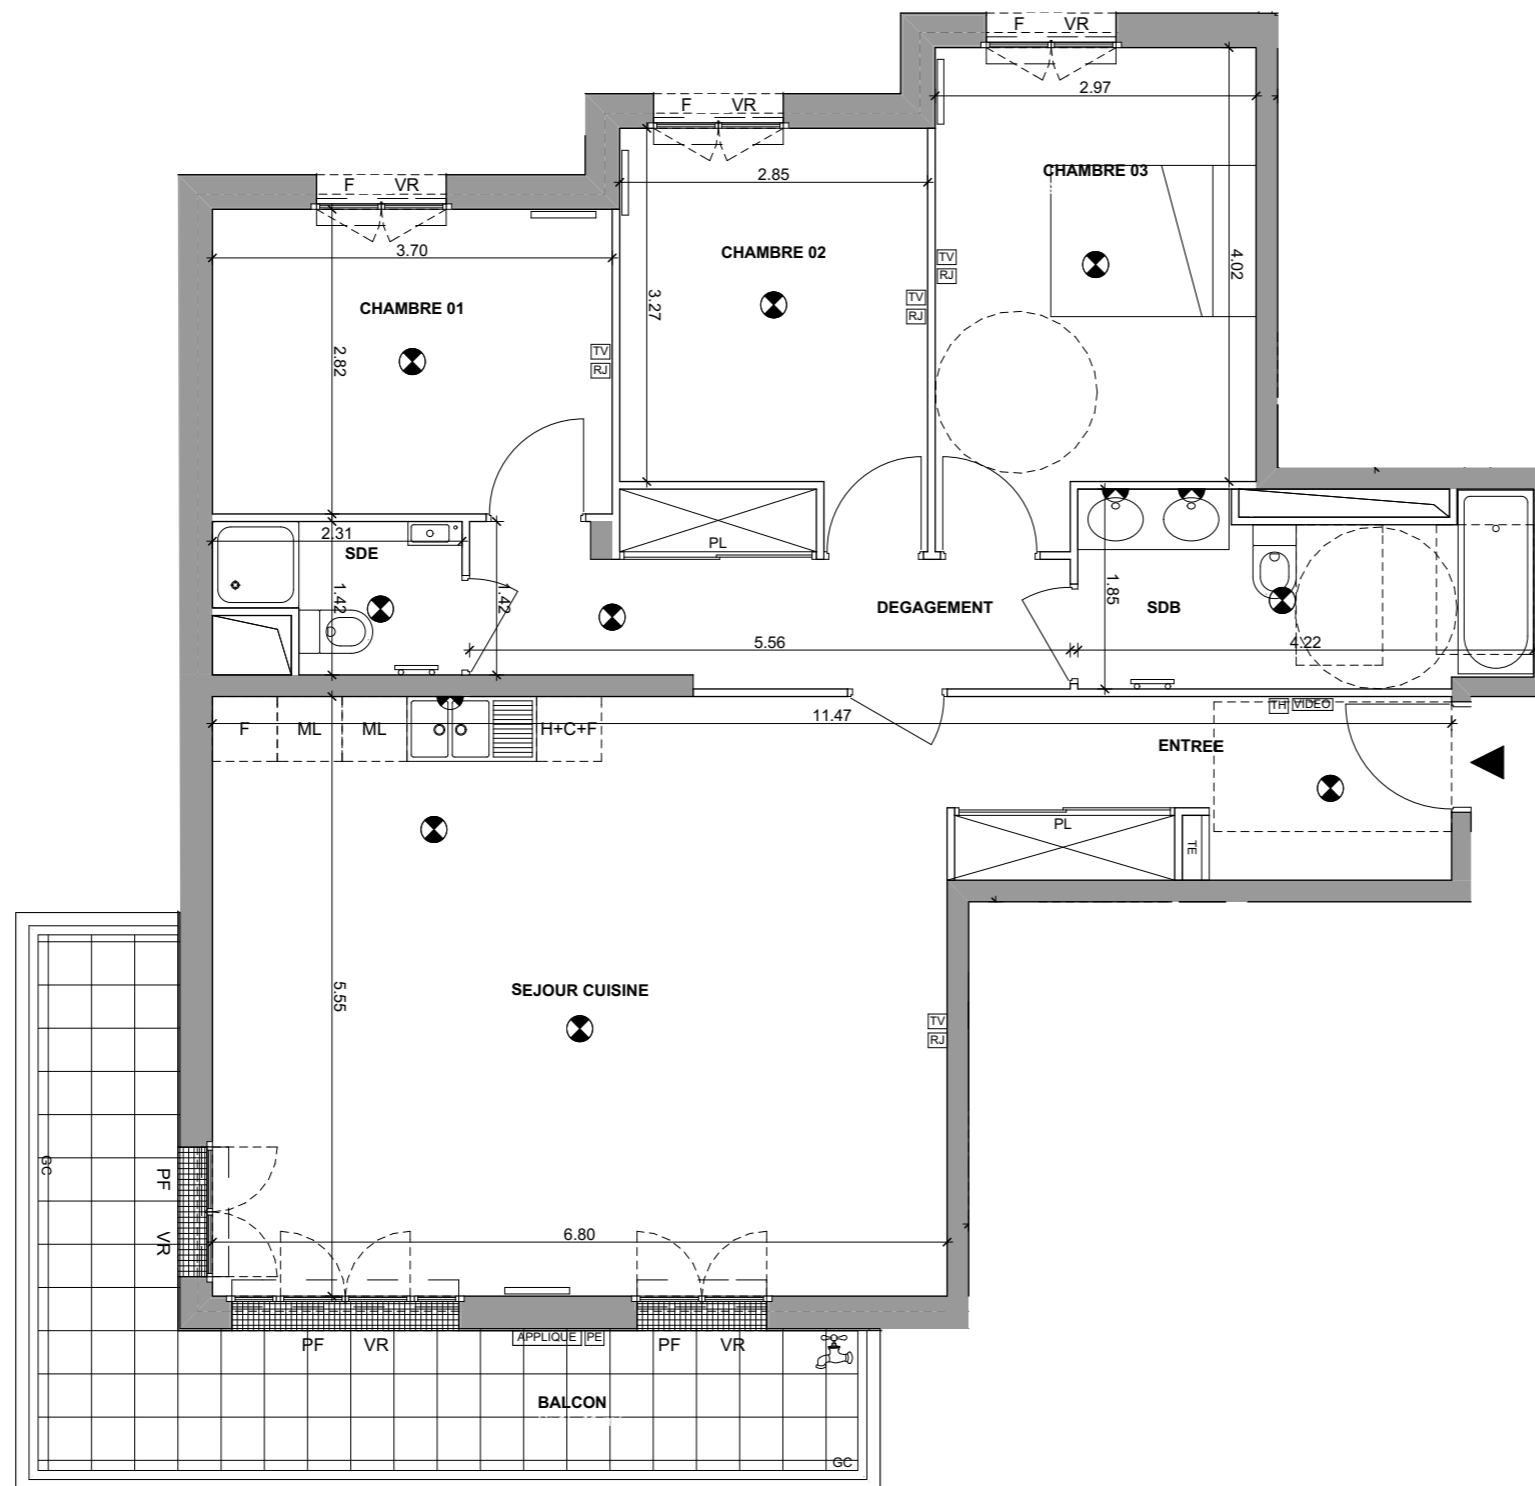 F VR
2.97
F VR
CHAMBRE 03
2.85
F VR
CHAMBRE 02
3.70
4.02
TV
RJ
CHAMBRE 01
3.27
TV
RJ
2.82
TV
RJ
2.31
SDE
PL
1.42
1.42
DEGAGEMENT
1.85
SDB
5.56
4.22
TH VIDEO
F ML ML H+C+F
11.47
ENTREE
PL
TE
SEJOUR CUISINE
5.55
TV
RJ
GC
PF VR
6.80
PF VR
APPLIQUE PE
PF VR
BALCON
GC